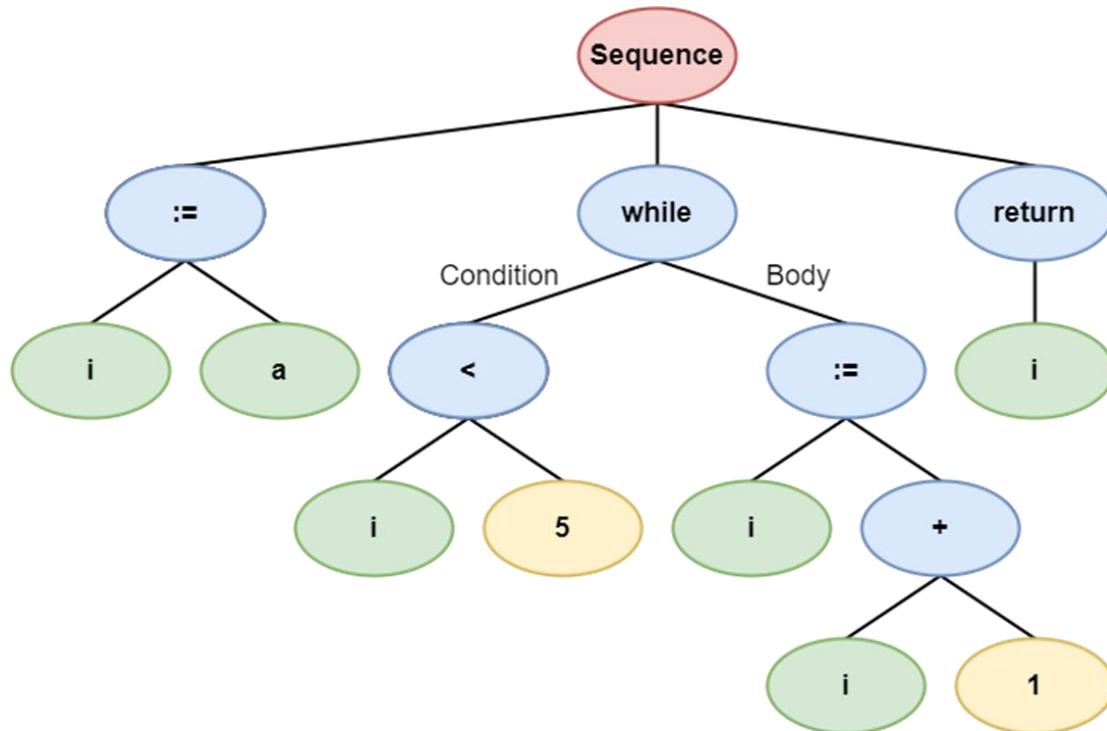 Sequence
:= while return
Condition Body
i a < := i
i 5 i +
i 1